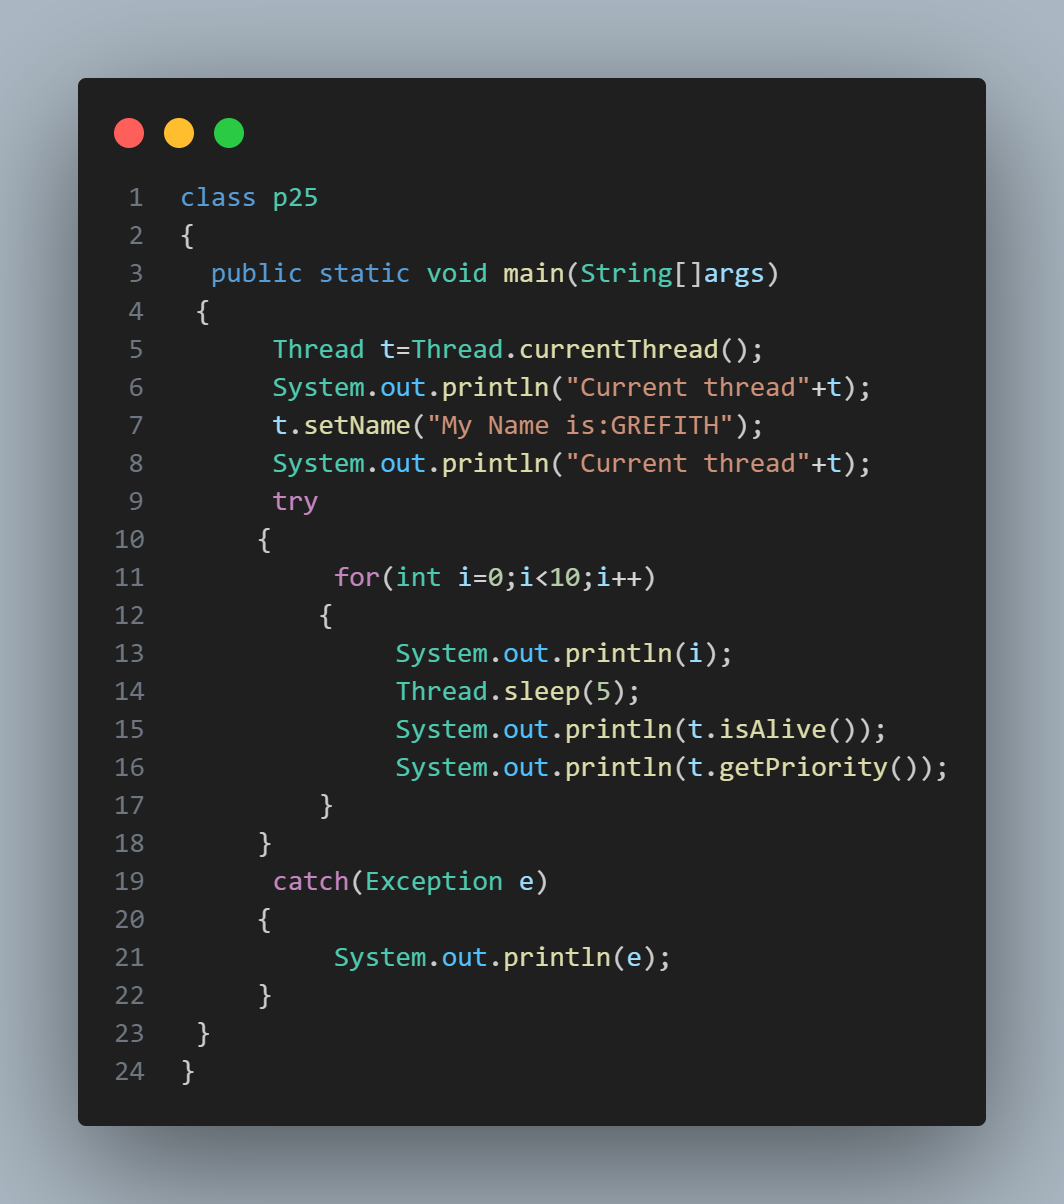 1 class p25
2 {
3   public static void main(String[]args)
4  {
5       Thread t=Thread.currentThread();
6       System.out.println("Current thread"+t);
7       t.setName("My Name is:GREFITH");
8       System.out.println("Current thread"+t);
9       try
10      {
11           for(int i=0;i<10;i++)
12          {
13               System.out.println(i);
14               Thread.sleep(5);
15               System.out.println(t.isAlive());
16               System.out.println(t.getPriority());
17          }
18      }
19       catch(Exception e)
20      {
21           System.out.println(e);
22      }
23  }
24 }